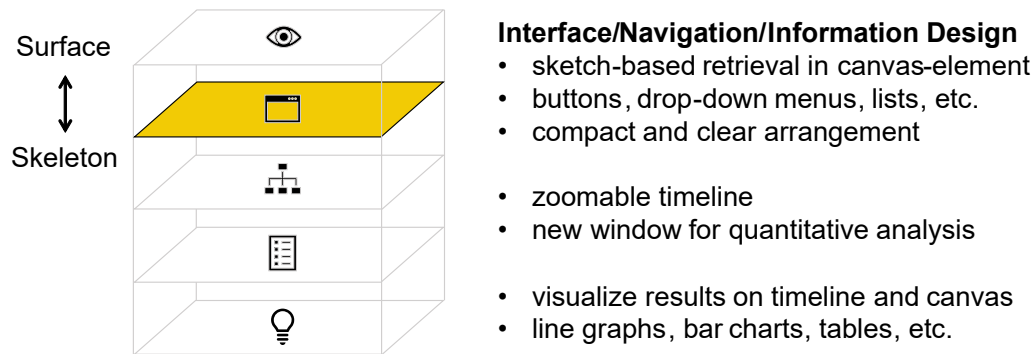 Surface
Skeleton
Interface/Navigation/Information Design
• sketch-based retrieval in canvas-element
• buttons, drop-down menus, lists, etc.
• compact and clear arrangement
• zoomable timeline
• new window for quantitative analysis
• visualize results on timeline and canvas
• line graphs, bar charts, tables, etc.